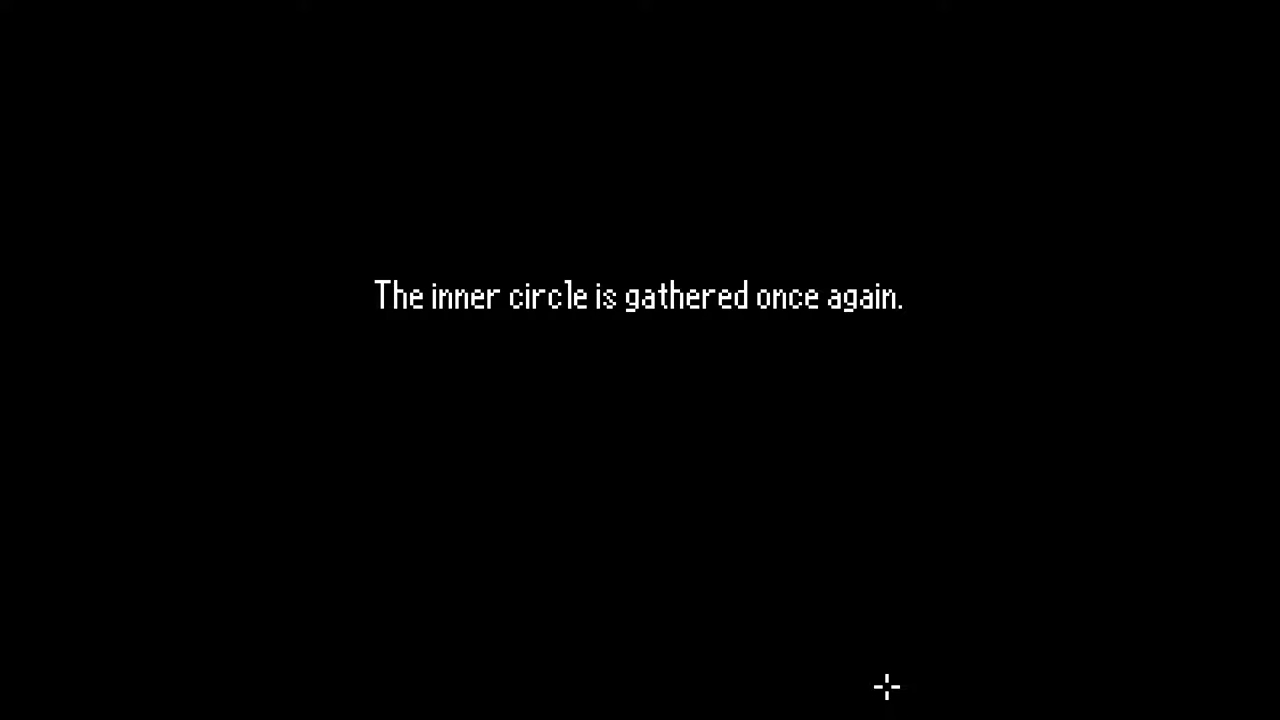 The inner circle is gathered once again.